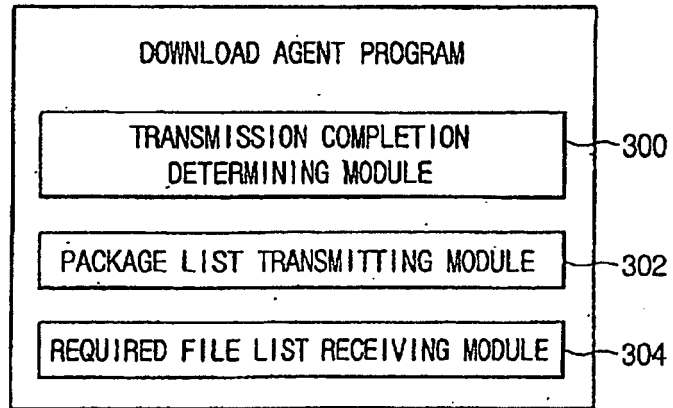 DOWNLOAD AGENT PROGRAM
TRANSMISSION COMPLETION
DETERMINING MODULE
300
PACKAGE LIST TRANSMITTING MODULE
302
REQUIRED FILE LIST RECEIVING MODULE
304